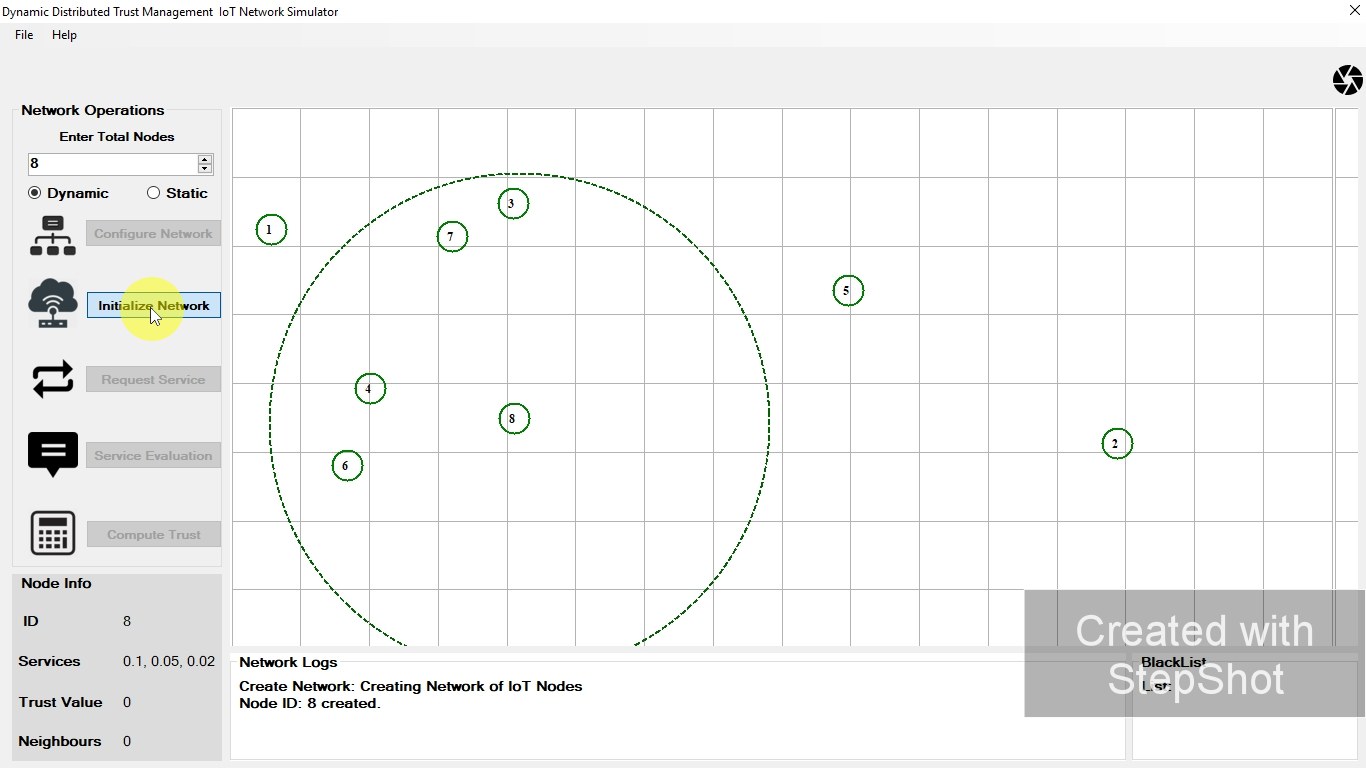 Dynamic Distributed Trust Management IoT Network Simulator
File Help
Network Operations
Enter Total Nodes
8
Dynamic Static
Configure Network
Initialize Network
Request Service
Service Evaluation
Compute Trust
Node Info
ID 8
Services 0.1, 0.05, 0.02
Trust Value 0
Neighbours 0
3
1
7
5
4
8
2
6
Network Logs
Create Network: Creating Network of IoT Nodes
Node ID: 8 created.
BlackList
List:
Created with
StepShot